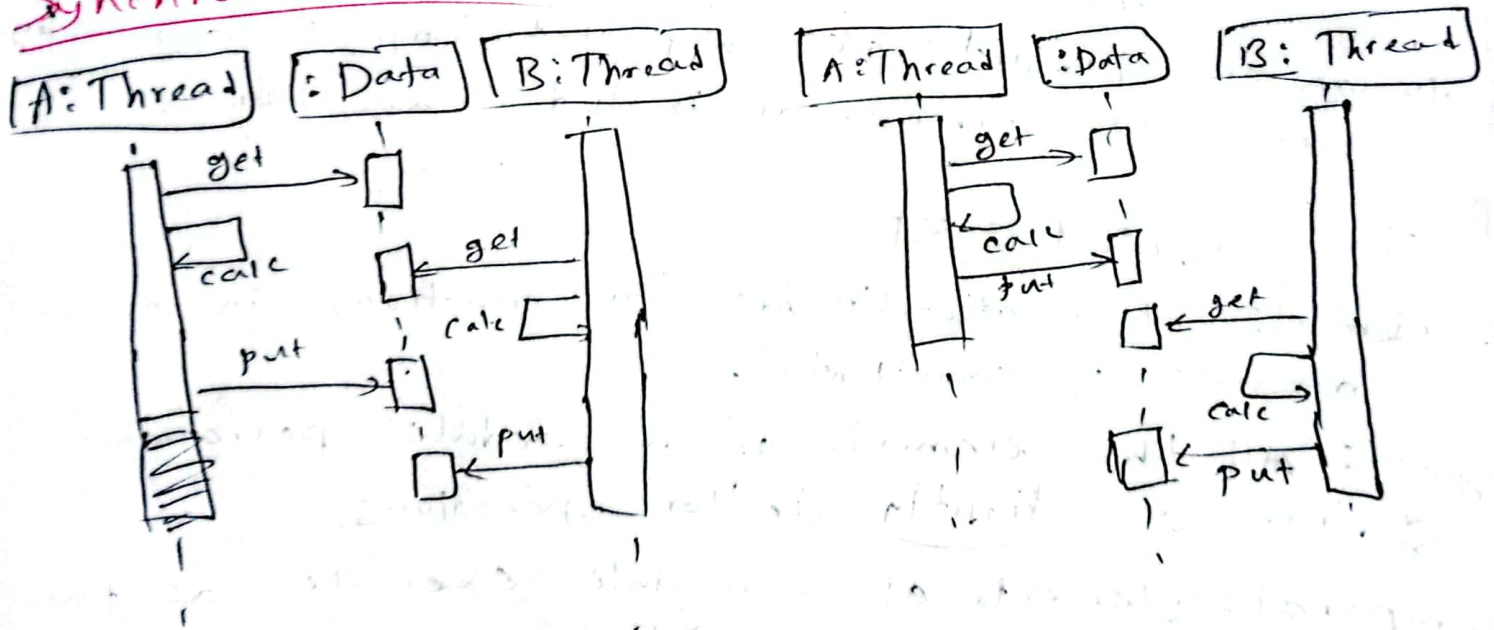 A: Thread : Data B: Thread
get
get
calc
calc
put
put
A: Thread : Data B: Thread
get
calc
put
get
calc
put